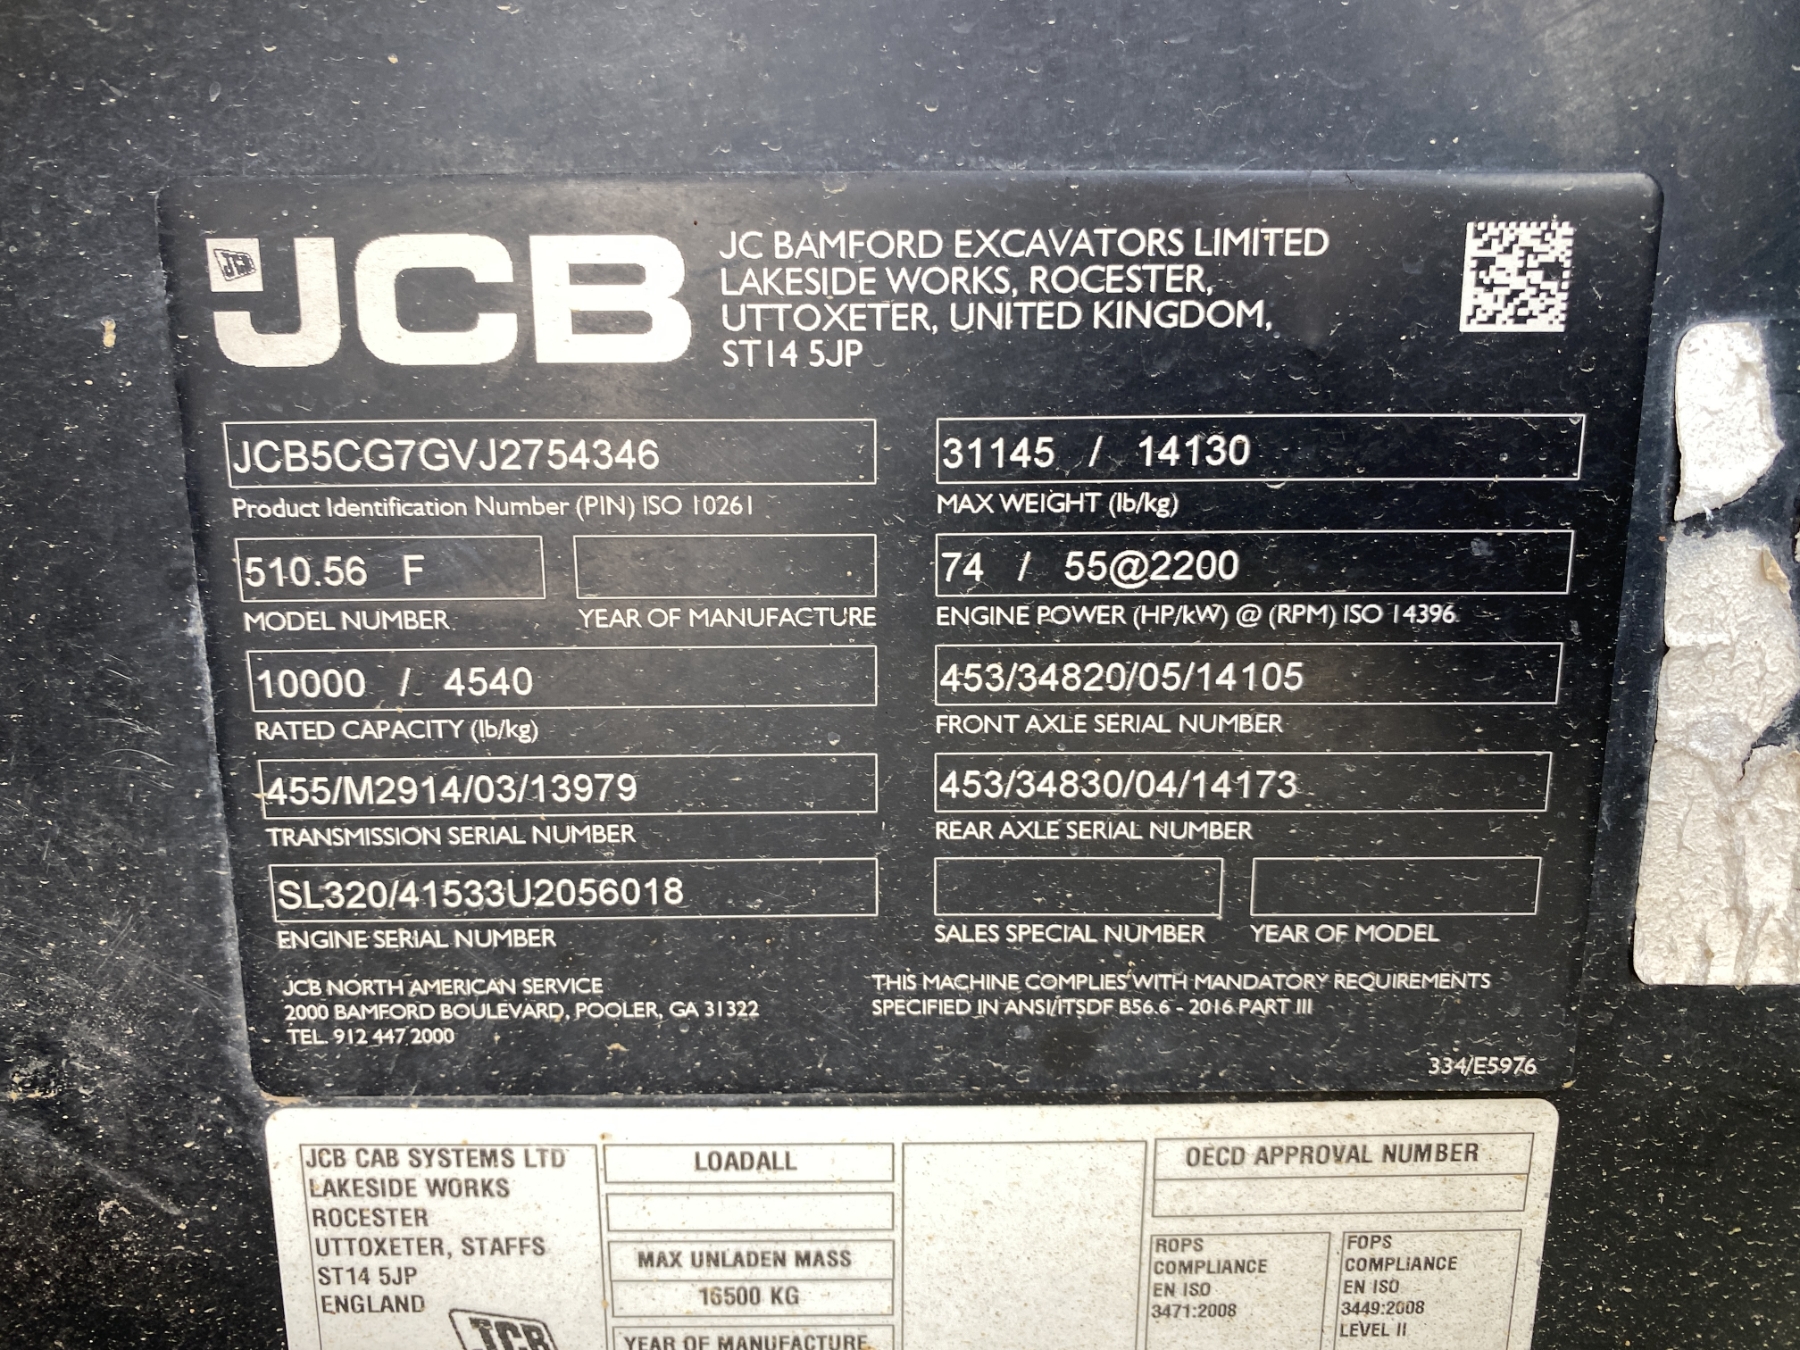 JCB
JC BAMFORD EXCAVATORS LIMITED
LAKESIDE WORKS, ROCESTER,
UTTOXETER, UNITED KINGDOM,
ST14 5JP
JCB5CG7GVJ2754346
Product Identification Number (PIN) ISO 10261
31145 / 14130
MAX WEIGHT (lb/kg)
510.56 F
MODEL NUMBER
YEAR OF MANUFACTURE
74 / 55@2200
ENGINE POWER (HP/kW) @ (RPM) ISO 14396
10000 / 4540
RATED CAPACITY (lb/kg)
453/34820/05/14105
FRONT AXLE SERIAL NUMBER
455/M2914/03/13979
TRANSMISSION SERIAL NUMBER
453/34830/04/14173
REAR AXLE SERIAL NUMBER
SL320/41533U2056018
ENGINE SERIAL NUMBER
SALES SPECIAL NUMBER
YEAR OF MODEL
JCB NORTH AMERICAN SERVICE
2000 BAMFORD BOULEVARD, POOLER, GA 31322
TEL. 912 447 2000
THIS MACHINE COMPLIES WITH MANDATORY REQUIREMENTS
SPECIFIED IN ANSI/ITSDF B56.6 - 2016 PART III
334/E5976
JCB CAB SYSTEMS LTD
LAKESIDE WORKS
ROCESTER
UTTOXETER, STAFFS
ST14 5JP
ENGLAND
JCB
LOADALL
MAX UNLADEN MASS
16500 KG
YEAR OF MANUFACTURE
OECD APPROVAL NUMBER
ROPS
COMPLIANCE
EN ISO
3471:2008
FOPS
COMPLIANCE
EN ISO
3449:2008
LEVEL II